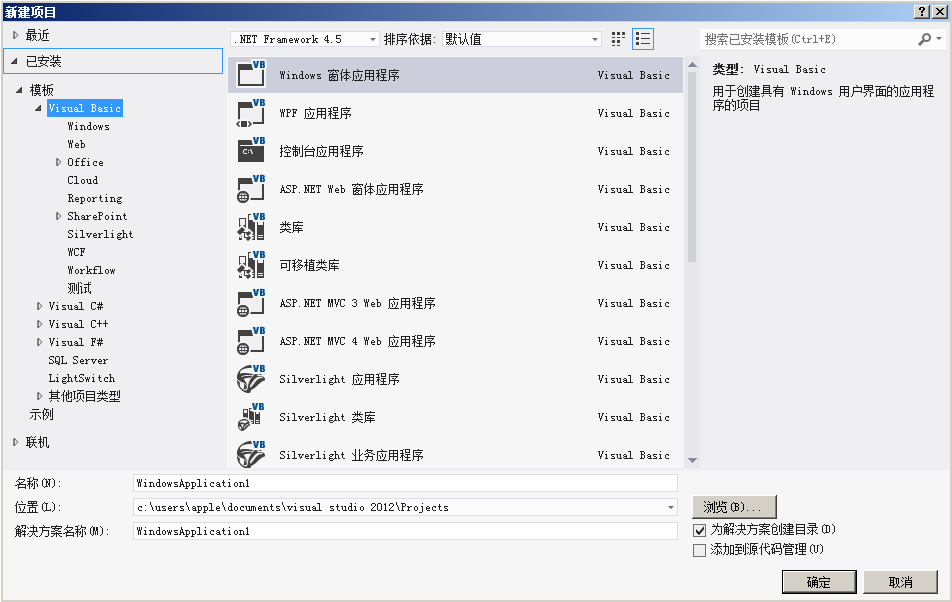 新建项目
最近
已安装
模板
Visual Basic
Windows
Web
Office
Cloud
Reporting
SharePoint
Silverlight
WCF
Workflow
测试
Visual C#
Visual C++
Visual F#
SQL Server
LightSwitch
其他项目类型
示例
联机
.NET Framework 4.5 排序依据: 默认值
VB Windows 窗体应用程序 Visual Basic
VB WPF 应用程序 Visual Basic
VB C:\ 控制台应用程序 Visual Basic
VB ASP.NET Web 窗体应用程序 Visual Basic
VB 类库 Visual Basic
VB 可移植类库 Visual Basic
VB ASP.NET MVC 3 Web 应用程序 Visual Basic
VB ASP.NET MVC 4 Web 应用程序 Visual Basic
VB Silverlight 应用程序 Visual Basic
VB Silverlight 类库 Visual Basic
VB Silverlight 业务应用程序 Visual Basic
搜索已安装模板(Ctrl+E)
类型: Visual Basic
用于创建具有 Windows 用户界面的应用程
序的项目
名称(N): WindowsApplication1
位置(L): c:\users\apple\documents\visual studio 2012\Projects 浏览(B)...
解决方案名称(M): WindowsApplication1
为解决方案创建目录(D)
添加到源代码管理(U)
确定 取消